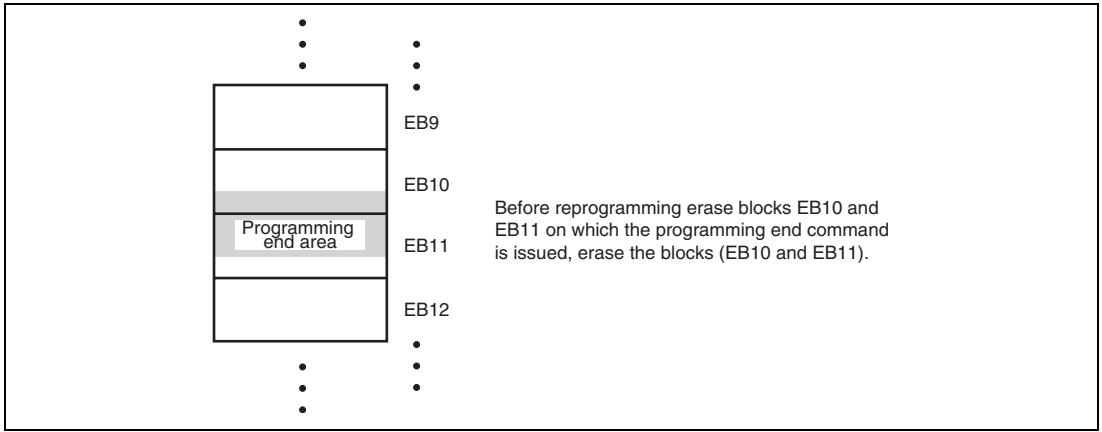 EB9
EB10
Programming
end area
EB11
EB12
Before reprogramming erase blocks EB10 and
EB11 on which the programming end command
is issued, erase the blocks (EB10 and EB11).